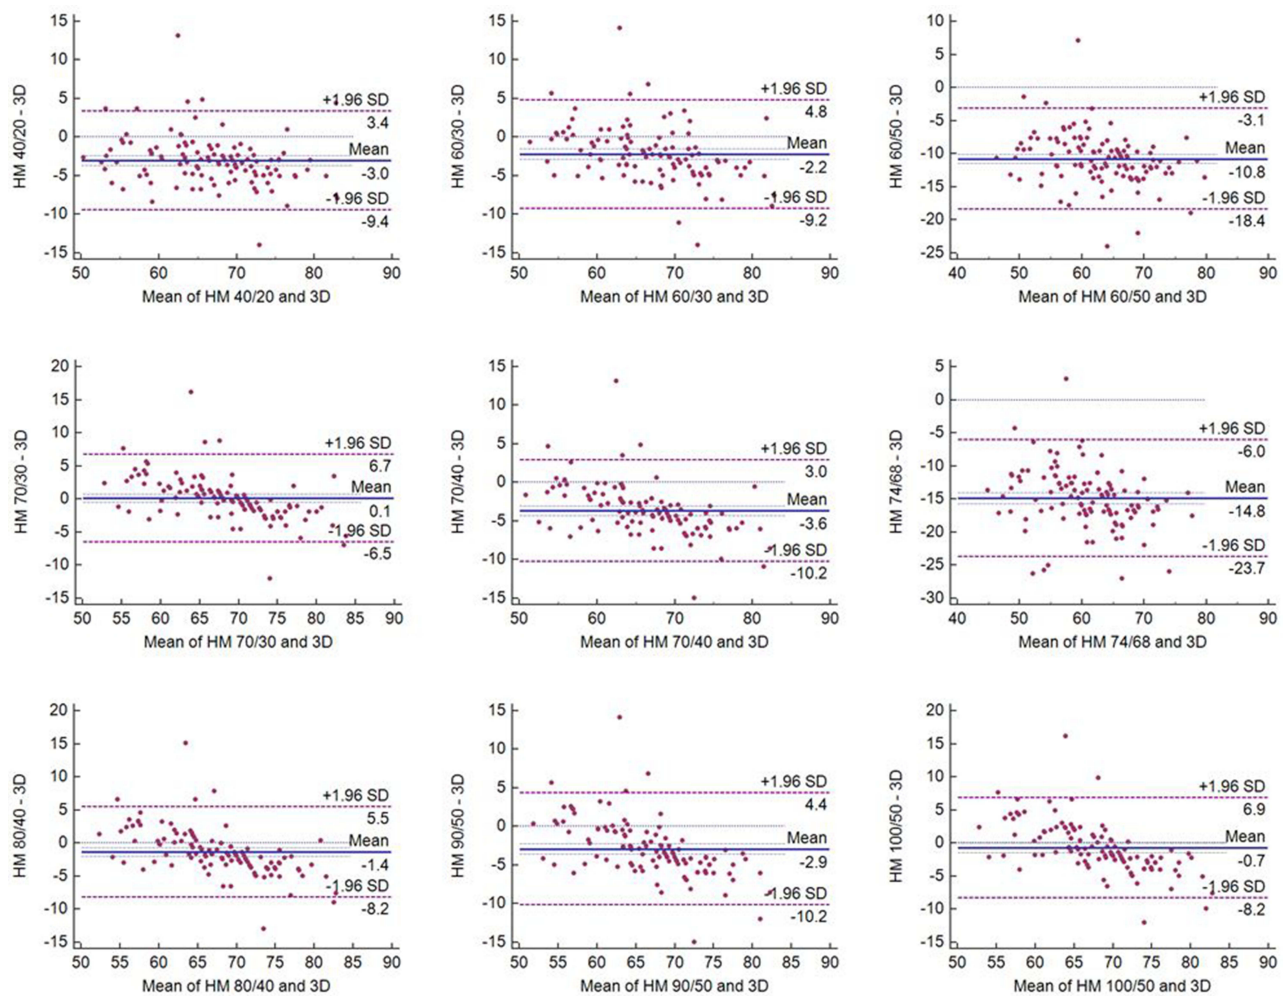 HM 40/20 - 3D
15
10
5
0
-5
-10
-15
+1.96 SD
3.4
Mean
-3.0
-1.96 SD
-9.4
50 60 70 80 90
Mean of HM 40/20 and 3D
HM 60/30 - 3D
15
10
5
0
-5
-10
-15
+1.96 SD
4.8
Mean
-2.2
-1.96 SD
-9.2
50 60 70 80 90
Mean of HM 60/30 and 3D
HM 60/50 - 3D
10
5
0
-5
-10
-15
-20
-25
+1.96 SD
-3.1
Mean
-10.8
-1.96 SD
-18.4
40 50 60 70 80 90
Mean of HM 60/50 and 3D
HM 70/30 - 3D
20
15
10
5
0
-5
-10
-15
+1.96 SD
6.7
Mean
0.1
-1.96 SD
-6.5
50 55 60 65 70 75 80 85 90
Mean of HM 70/30 and 3D
HM 70/40 - 3D
15
10
5
0
-5
-10
-15
+1.96 SD
3.0
Mean
-3.6
-1.96 SD
-10.2
50 60 70 80 90
Mean of HM 70/40 and 3D
HM 74/68 - 3D
5
0
-5
-10
-15
-20
-25
-30
+1.96 SD
-6.0
Mean
-14.8
-1.96 SD
-23.7
40 50 60 70 80 90
Mean of HM 74/68 and 3D
HM 80/40 - 3D
20
15
10
5
0
-5
-10
-15
+1.96 SD
5.5
Mean
-1.4
-1.96 SD
-8.2
50 55 60 65 70 75 80 85 90
Mean of HM 80/40 and 3D
HM 90/50 - 3D
15
10
5
0
-5
-10
-15
+1.96 SD
4.4
Mean
-2.9
-1.96 SD
-10.2
50 55 60 65 70 75 80 85 90
Mean of HM 90/50 and 3D
HM 100/50 - 3D
20
15
10
5
0
-5
-10
-15
+1.96 SD
6.9
Mean
-0.7
-1.96 SD
-8.2
50 60 70 80 90
Mean of HM 100/50 and 3D